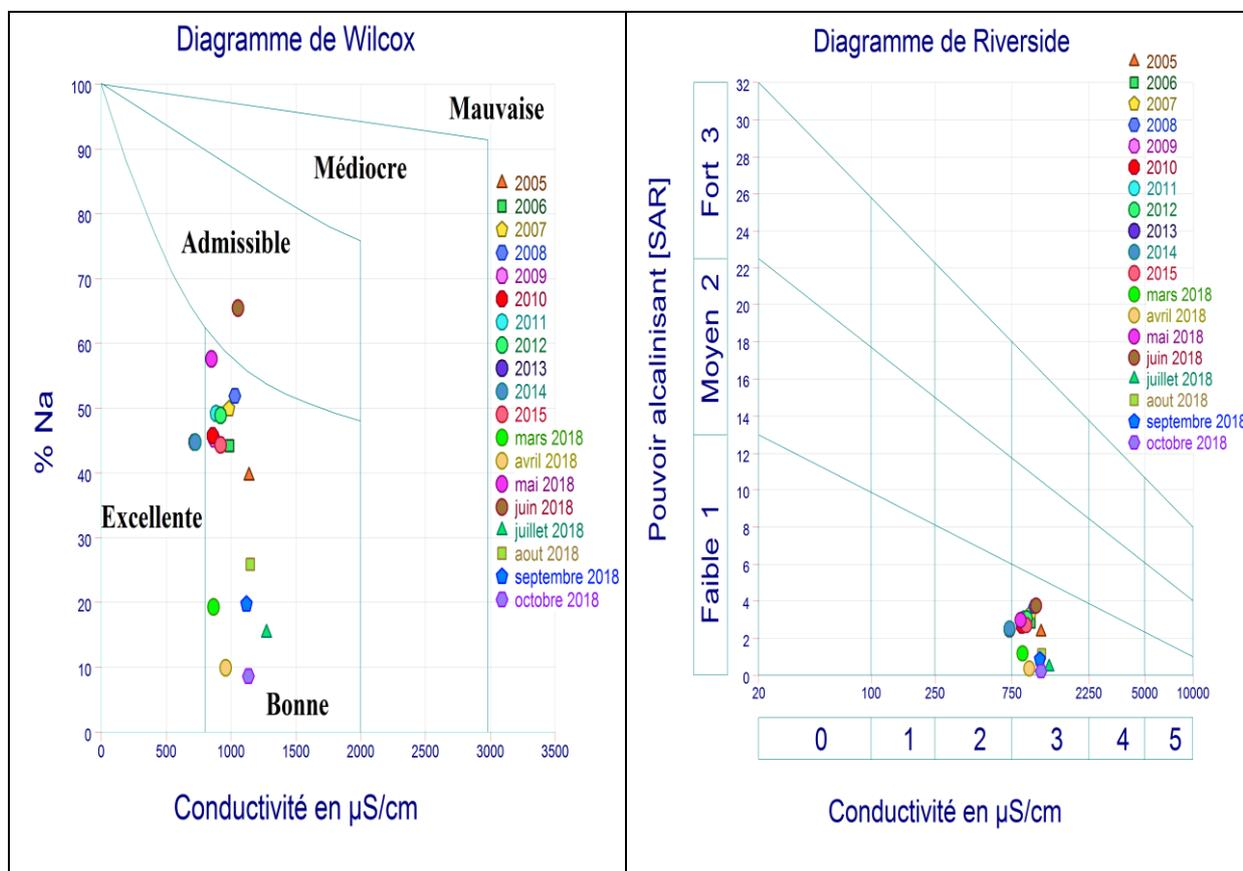 Diagramme de Wilcox
100
90
80
70
60
50
40
30
20
10
0
% Na
Mauvaise
Médiocre
Admissible
Excellente
Bonne
2005
2006
2007
2008
2009
2010
2011
2012
2013
2014
2015
mars 2018
avril 2018
mai 2018
juin 2018
juillet 2018
aout 2018
septembre 2018
octobre 2018
0 500 1000 1500 2000 2500 3000 3500
Conductivité en µS/cm
Diagramme de Riverside
Pouvoir alcalinisant [SAR]
Fort 3
Moyen 2
Faible 1
32
32
28
26
24
22
20
18
16
14
12
10
8
6
4
2
0
2005
2006
2007
2008
2009
2010
2011
2012
2013
2014
2015
mars 2018
avril 2018
mai 2018
juin 2018
juillet 2018
aout 2018
septembre 2018
octobre 2018
20 100 250 750 2250 5000 10000
0 1 2 3 4 5
Conductivité en µS/cm